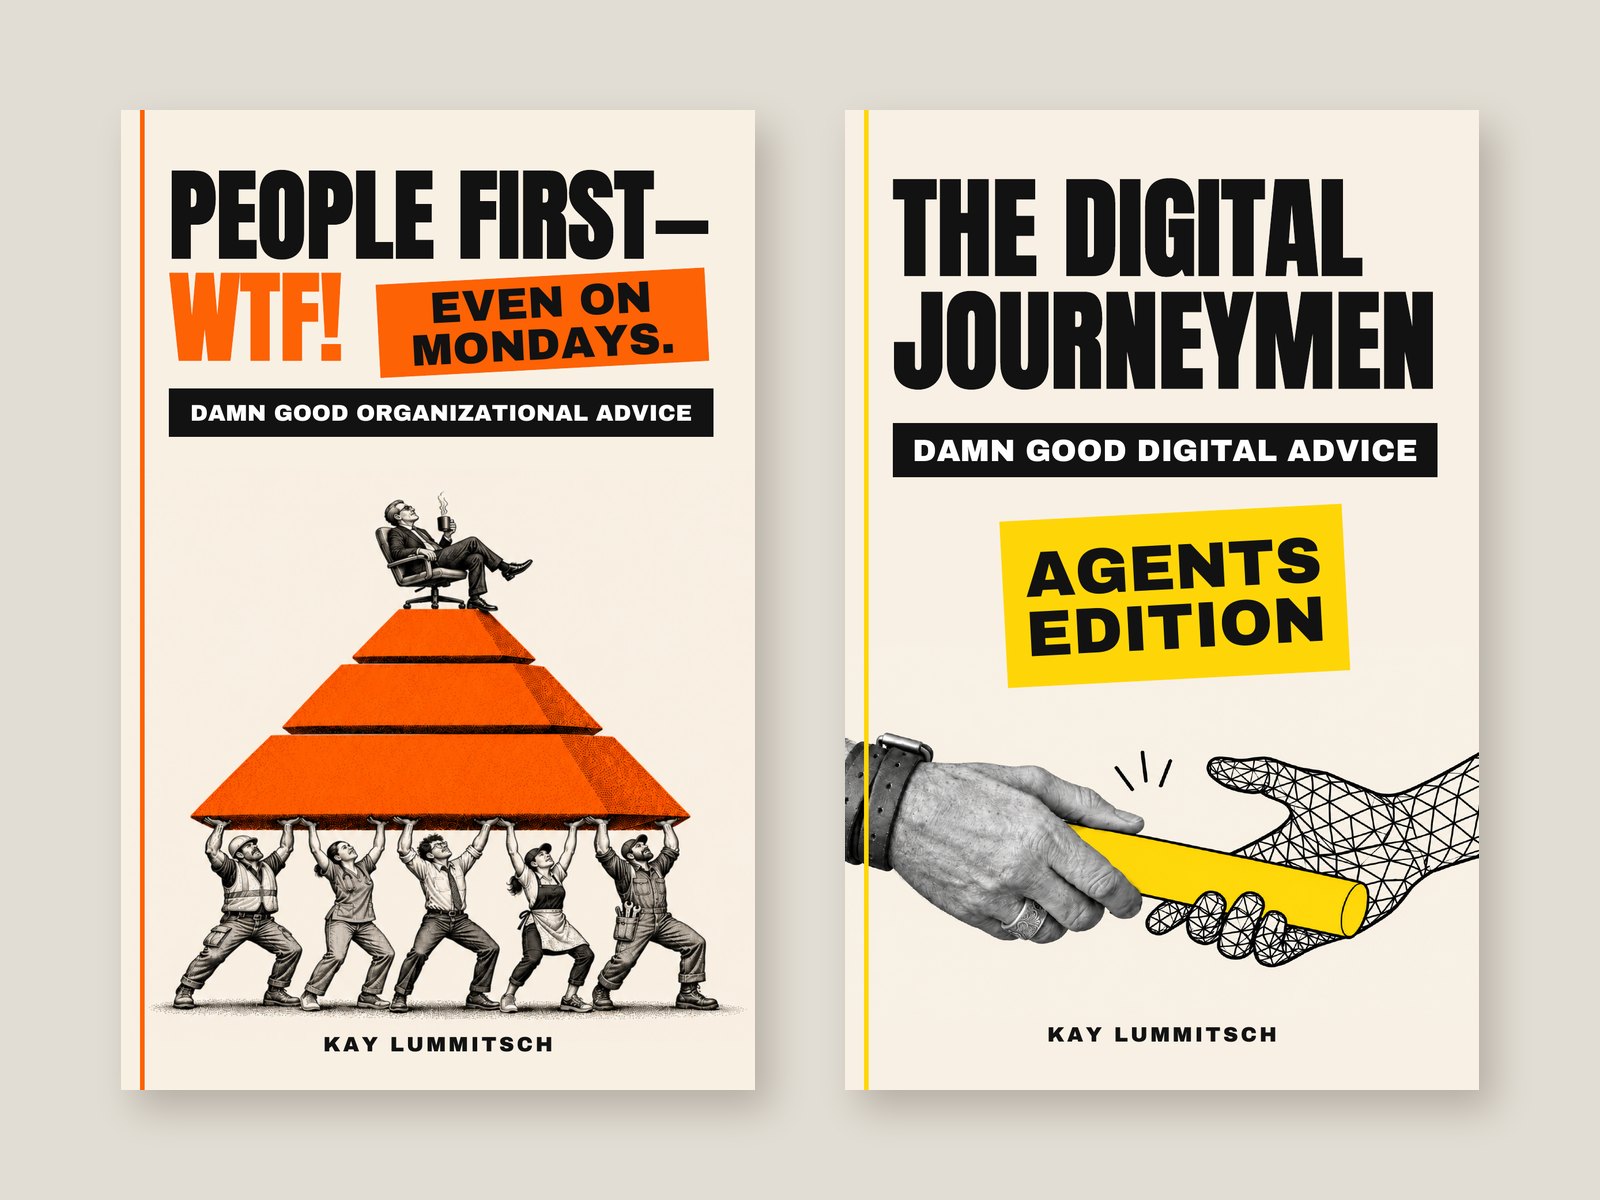 PEOPLE FIRST—
WTF!
EVEN ON
MONDAYS.
DAMN GOOD ORGANIZATIONAL ADVICE
KAY LUMMITSCH
THE DIGITAL
JOURNEYMEN
DAMN GOOD DIGITAL ADVICE
AGENTS
EDITION
KAY LUMMITSCH